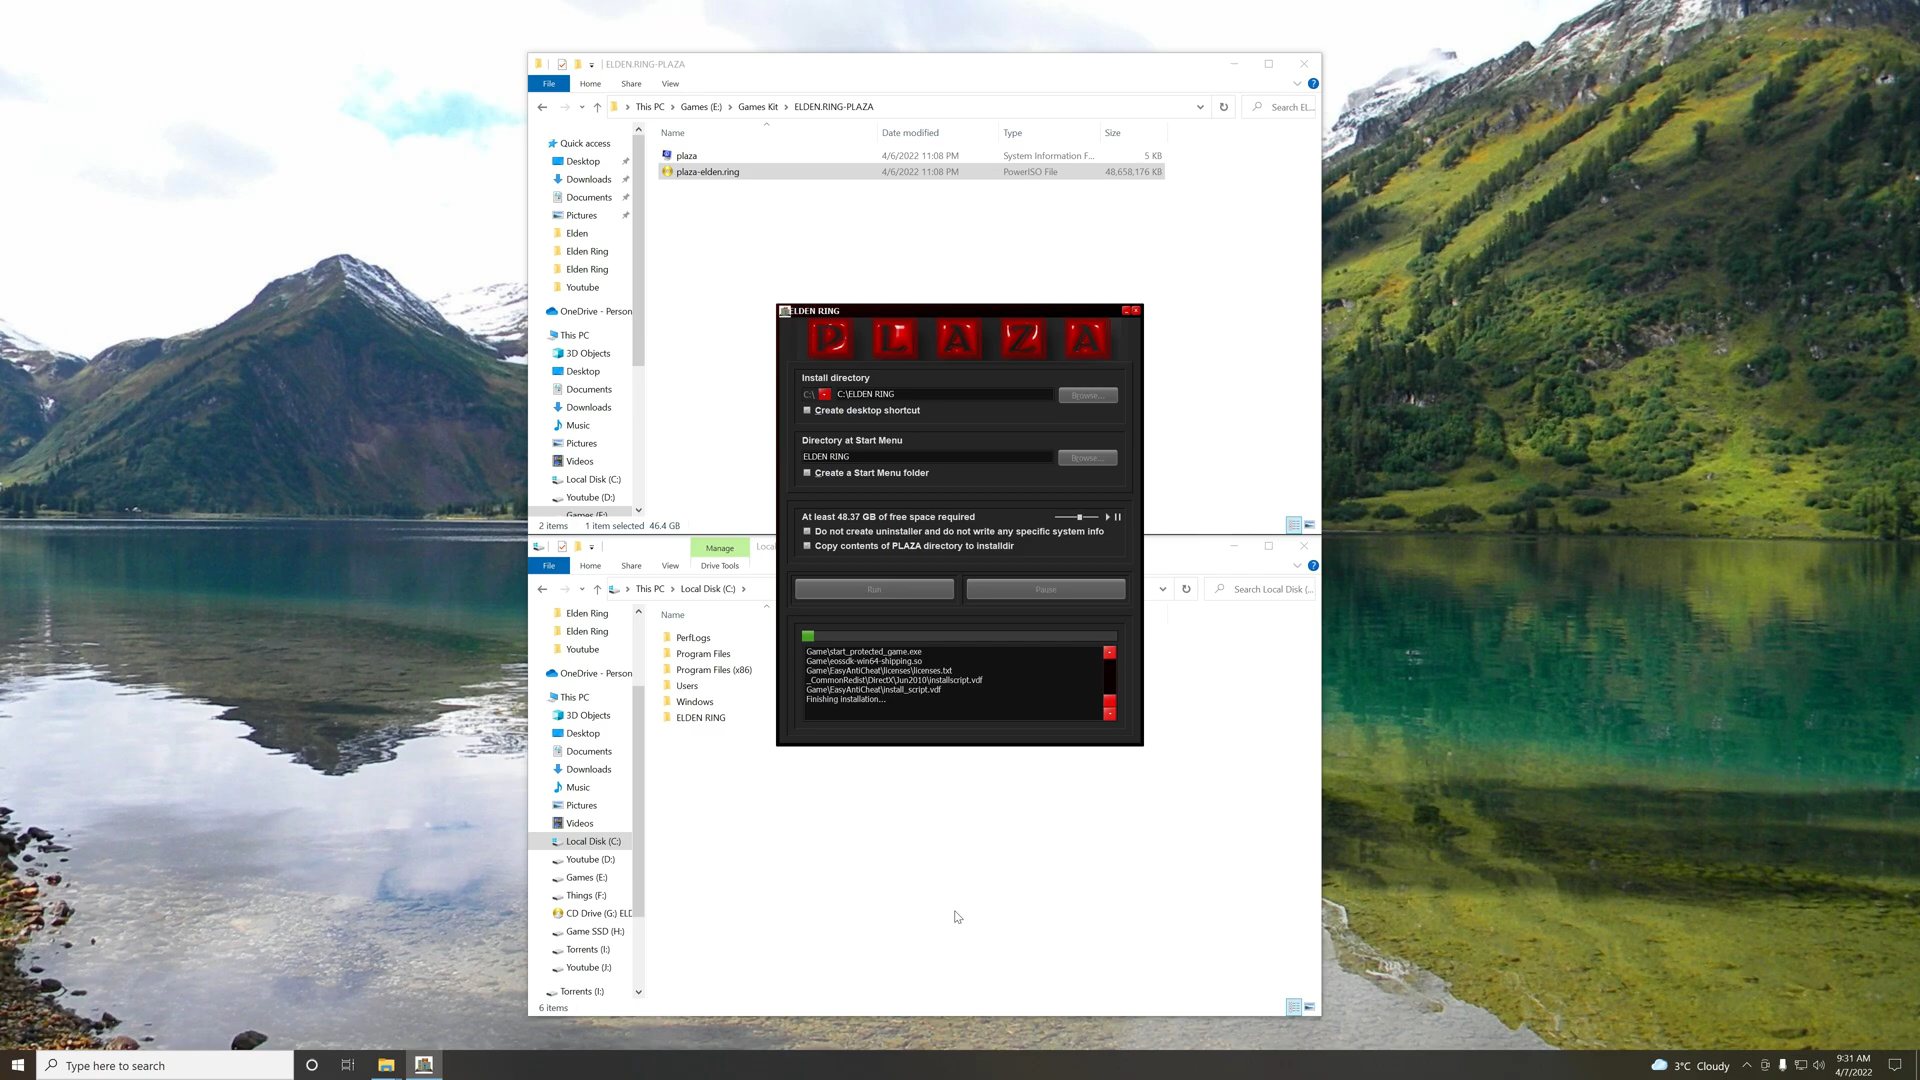 ELDEN.RING-PLAZA
File Home Share View
This PC Games (E:) Games Kit ELDEN.RING-PLAZA Search EL...
Name Date modified Type Size
plaza 4/6/2022 11:08 PM System Information F... 5 KB
plaza-elden.ring 4/6/2022 11:08 PM PowerISO File 48,658,176 KB
Quick access
Desktop
Downloads
Documents
Pictures
Elden
Elden Ring
Elden Ring
Youtube
OneDrive - Person
This PC
3D Objects
Desktop
Documents
Downloads
Music
Pictures
Videos
Local Disk (C:)
Youtube (D:)
Games (E:)
2 items 1 item selected 46.4 GB
ELDEN RING
PLAZA
Install directory
C:\ C:\ELDEN RING Browse...
Create desktop shortcut
Directory at Start Menu
ELDEN RING Browse...
Create a Start Menu folder
At least 48.37 GB of free space required
Do not create uninstaller and do not write any specific system info
Copy contents of PLAZA directory to installdir
Run Pause
Game\start_protected_game.exe
Game\eossdk-win64-shipping.so
Game\EasyAntiCheat\licenses\licenses.txt
_CommonRedist\DirectX\Jun2010\installscript.vdf
Game\EasyAntiCheat\install_script.vdf
Finishing installation...
Manage Local
File Home Share View Drive Tools
This PC Local Disk (C:) Search Local Disk (...
Name
PerfLogs
Program Files
Program Files (x86)
Users
Windows
ELDEN RING
Elden Ring
Elden Ring
Youtube
OneDrive - Person
This PC
3D Objects
Desktop
Documents
Downloads
Music
Pictures
Videos
Local Disk (C:)
Youtube (D:)
Games (E:)
Things (F:)
CD Drive (G:) ELD
Game SSD (H:)
Torrents (I:)
Youtube (J:)
Torrents (I:)
6 items
Type here to search
3°C Cloudy
9:31 AM
4/7/2022